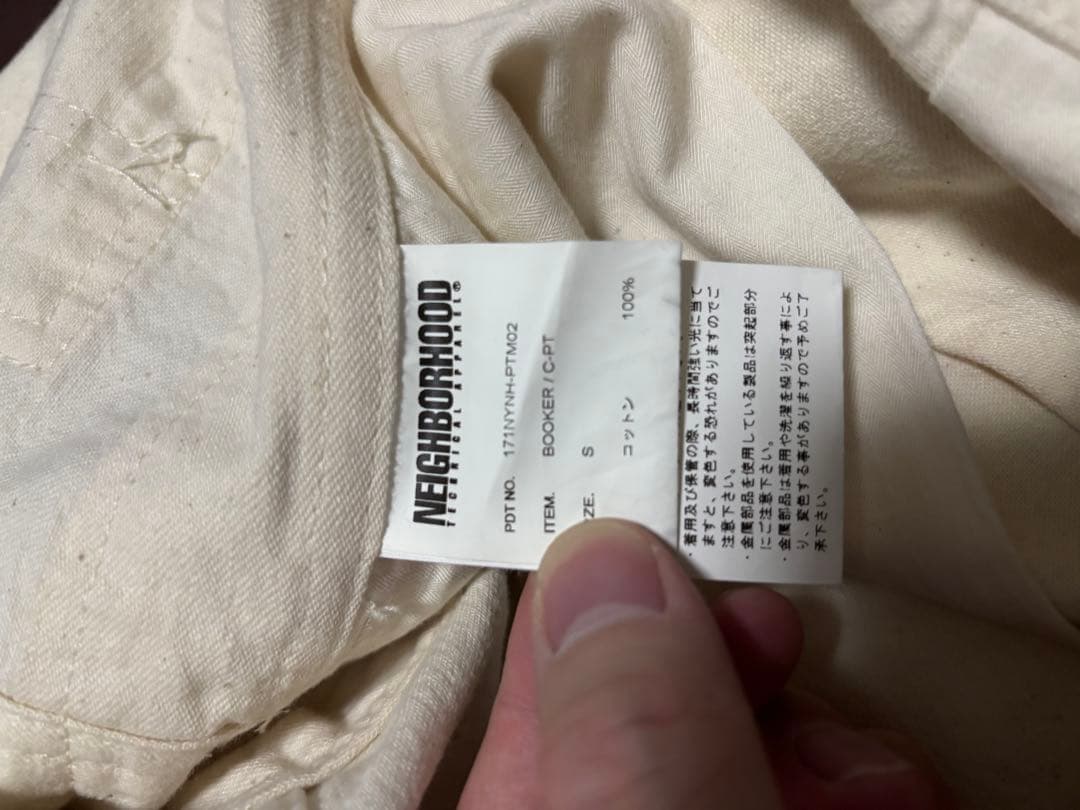 NEIGHBORHOOD®
TECHNICAL APPAREL
PDT NO. 171NYNH-PTM02
ITEM. BOOKER / C-PT
ZE. S
コットン 100%
・着用及び保管の際、長時間強い光に当て
ますと、変色する恐れがありますのでご
注意下さい。
・金属部品を使用している製品は突起部分
にご注意下さい。
・金属部品は着用や洗濯を繰り返す事によ
り、変色する事がありますので予めご了
承下さい。